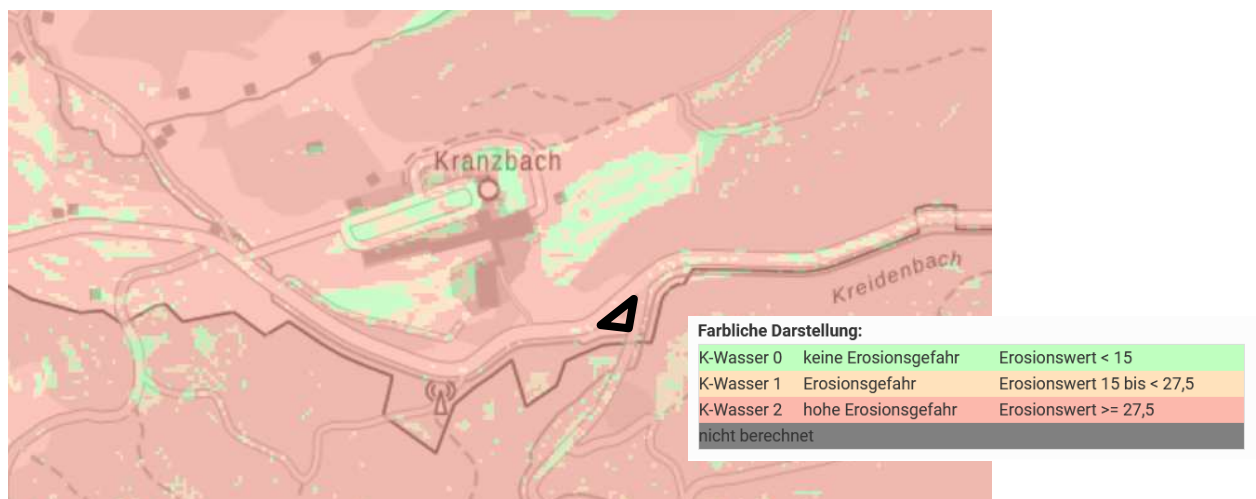 Kranzbach
Kreidenbach
Farbliche Darstellung:
K-Wasser 0 keine Erosionsgefahr Erosionswert < 15
K-Wasser 1 Erosionsgefahr Erosionswert 15 bis < 27,5
K-Wasser 2 hohe Erosionsgefahr Erosionswert >= 27,5
nicht berechnet